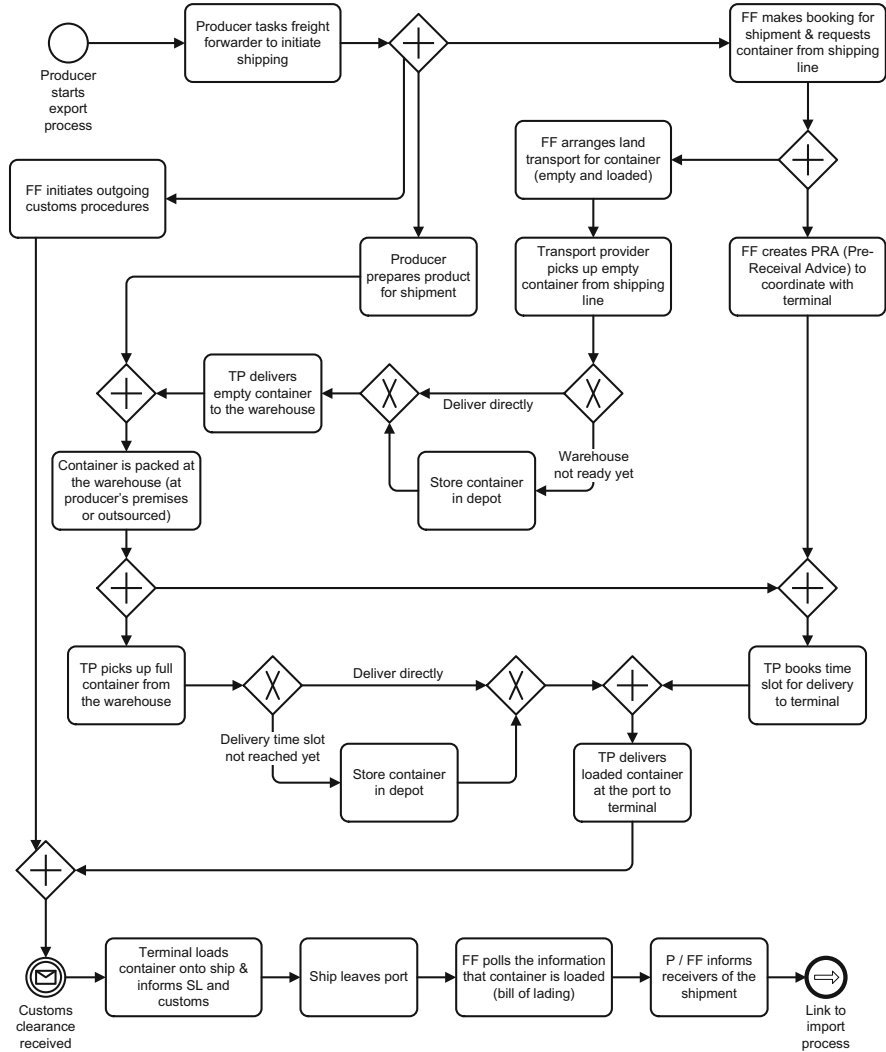 Producer
starts
export
process
Producer tasks freight
forwarder to initiate
shipping
FF makes booking for
shipment & requests
container from shipping
line
FF arranges land
transport for container
(empty and loaded)
FF initiates outgoing
customs procedures
Producer
prepares product
for shipment
Transport provider
picks up empty
container from shipping
line
FF creates PRA (Pre-
Receival Advice) to
coordinate with
terminal
TP delivers
empty container
to the warehouse
Deliver directly
Warehouse
not ready yet
Store container
in depot
Container is packed at
the warehouse (at
producer's premises
or outsourced)
TP picks up full
container from
the warehouse
Deliver directly
Delivery time slot
not reached yet
Store container
in depot
TP delivers
loaded container
at the port to
terminal
TP books time
slot for delivery
to terminal
Customs
clearance
received
Terminal loads
container onto ship &
informs SL and
customs
Ship leaves port
FF polls the information
that container is loaded
(bill of lading)
P / FF informs
receivers of the
shipment
Link to
import
process